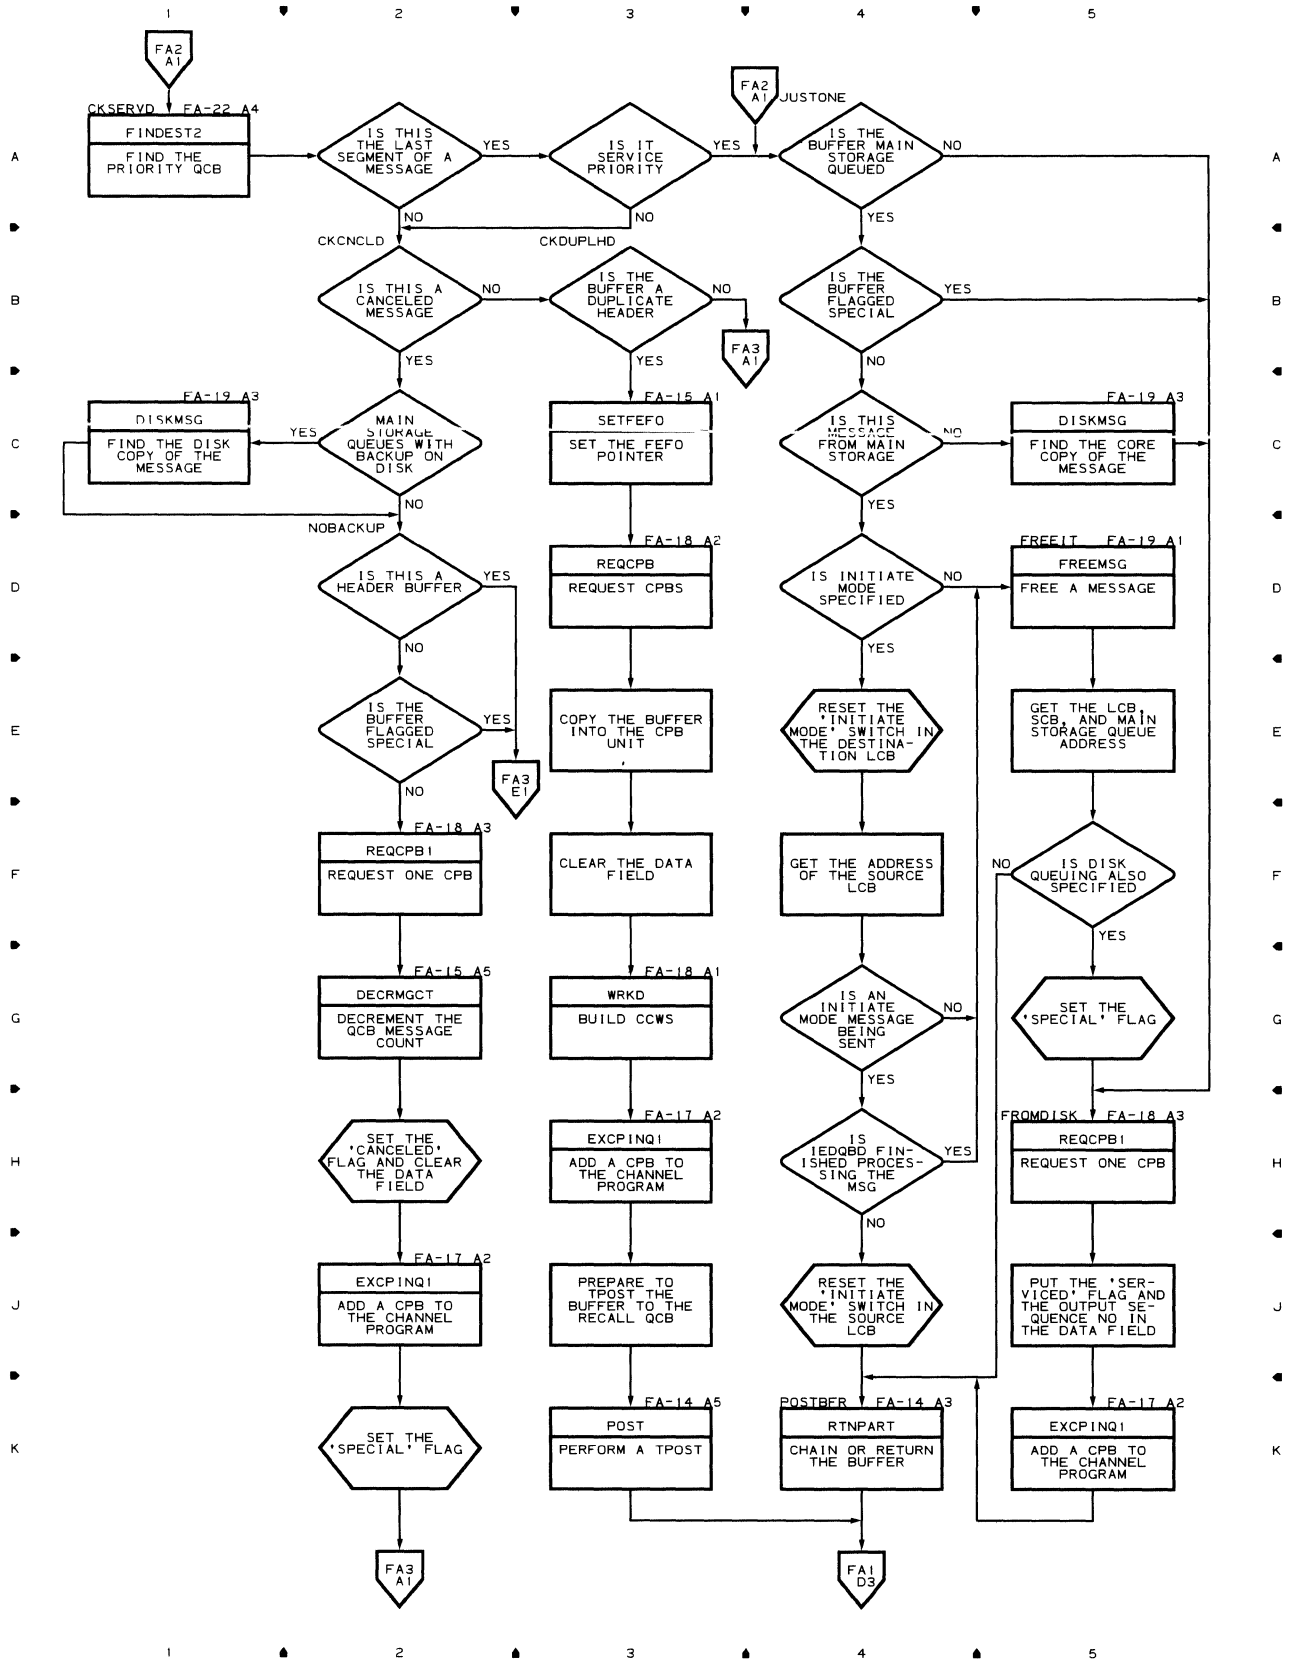 1 2 3 4 5
FA2
A1
FA2
A1
JUSTONE
CKSERVD FA-22 A4
FINDEST2
FIND THE
PRIORITY QCB
A
IS THIS
THE LAST
SEGMENT OF A
MESSAGE
YES
NO
IS IT
SERVICE
PRIORITY
YES
NO
IS THE
BUFFER MAIN
STORAGE
QUEUED
NO
YES
A
CKCNCLD
CKDUPLHD
B
IS THIS A
CANCELED
MESSAGE
NO
YES
IS THE
BUFFER A
DUPLICATE
HEADER
NO
YES
FA3
A1
IS THE
BUFFER
FLAGGED
SPECIAL
YES
NO
B
FA-19 A3
DISKMSG
FIND THE DISK
COPY OF THE
MESSAGE
C
MAIN
STORAGE
QUEUES WITH
BACKUP ON
DISK
YES
NO
FA-15 A1
SETFEFO
SET THE FEFO
POINTER
IS THIS
MESSAGE
FROM MAIN
STORAGE
NO
YES
FA-19 A3
DISKMSG
FIND THE CORE
COPY OF THE
MESSAGE
C
NOBACKUP
D
IS THIS A
HEADER BUFFER
YES
NO
FA-18 A2
REQCPB
REQUEST CPBS
IS INITIATE
MODE
SPECIFIED
NO
YES
FREEIT FA-19 A1
FREEMSG
FREE A MESSAGE
D
E
IS THE
BUFFER
FLAGGED
SPECIAL
YES
NO
FA3
E1
COPY THE BUFFER
INTO THE CPB
UNIT
RESET THE
'INITIATE
MODE' SWITCH IN
THE DESTINA-
TION LCB
GET THE LCB,
SCB, AND MAIN
STORAGE QUEUE
ADDRESS
E
FA-18 A3
REQCPB1
REQUEST ONE CPB
F
CLEAR THE DATA
FIELD
GET THE ADDRESS
OF THE SOURCE
LCB
NO
IS DISK
QUEUING ALSO
SPECIFIED
YES
F
FA-15 A5
DECRMGCT
DECREMENT THE
QCB MESSAGE
COUNT
G
FA-18 A1
WRKD
BUILD CCWS
IS AN
INITIATE
MODE MESSAGE
BEING
SENT
NO
YES
SET THE
'SPECIAL' FLAG
G
H
SET THE
'CANCELED'
FLAG AND CLEAR
THE DATA
FIELD
FA-17 A2
EXCPINQ1
ADD A CPB TO
THE CHANNEL
PROGRAM
IS
IEDQBD FIN-
ISHED PROCES-
SING THE
MSG
YES
NO
FROMDISK FA-18 A3
REQCPB1
REQUEST ONE CPB
H
FA-17 A2
EXCPINQ1
ADD A CPB TO
THE CHANNEL
PROGRAM
J
PREPARE TO
TPOST THE
BUFFER TO THE
RECALL QCB
RESET THE
'INITIATE
MODE' SWITCH IN
THE SOURCE
LCB
PUT THE 'SER-
VICED' FLAG AND
THE OUTPUT SE-
QUENCE NO IN
THE DATA FIELD
J
K
SET THE
'SPECIAL' FLAG
FA-14 A5
POST
PERFORM A TPOST
POSTBFR FA-14 A3
RTNPART
CHAIN OR RETURN
THE BUFFER
FA-17 A2
EXCPINQ1
ADD A CPB TO
THE CHANNEL
PROGRAM
K
FA3
A1
FA1
D3
1 2 3 4 5